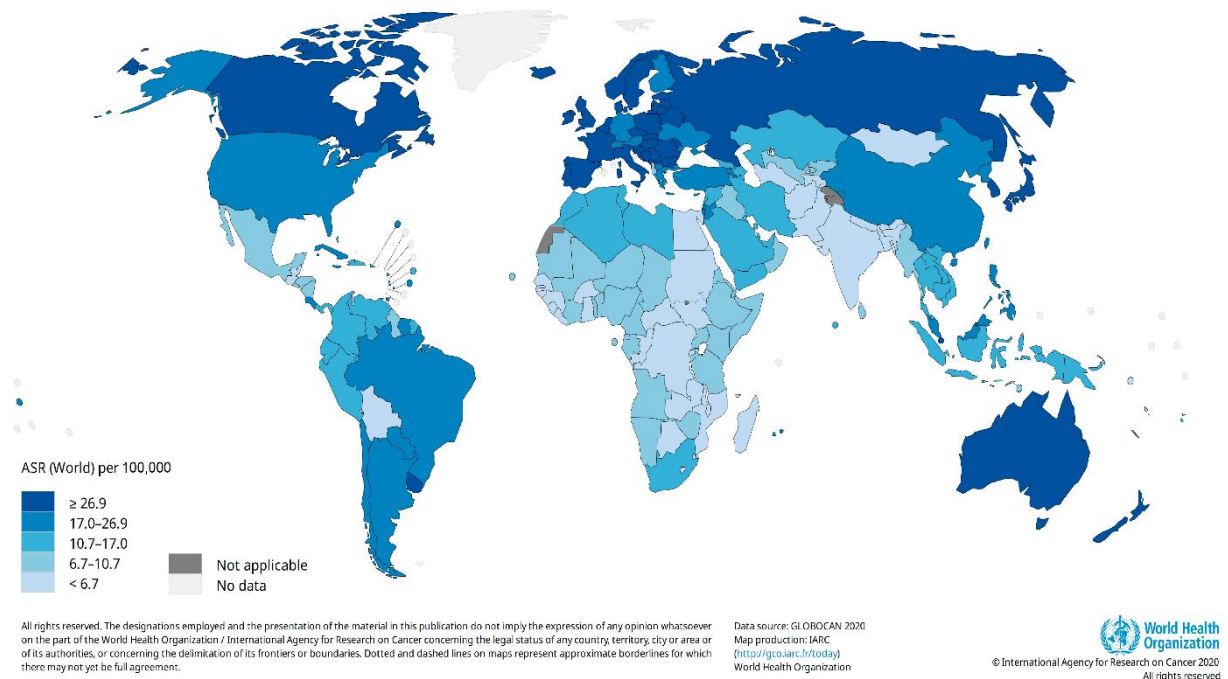 ASR (World) per 100,000
≥ 26.9
17.0–26.9
10.7–17.0
6.7–10.7
< 6.7
Not applicable
No data
All rights reserved. The designations employed and the presentation of the material in this publication do not imply the expression of any opinion whatsoever
on the part of the World Health Organization / International Agency for Research on Cancer concerning the legal status of any country, territory, city or area or
of its authorities, or concerning the delimitation of its frontiers or boundaries. Dotted and dashed lines on maps represent approximate borderlines for which
there may not yet be full agreement.
Data source: GLOBOCAN 2020
Map production: IARC
(http://gco.iarc.fr/today)
World Health Organization
World Health
Organization
© International Agency for Research on Cancer 2020
All rights reserved